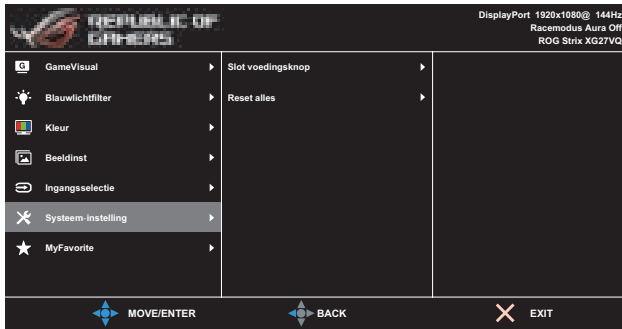 REPUBLIC OF
GAMERS
DisplayPort 1920x1080@ 144Hz
Racemodus Aura Off
ROG Strix XG27VQ
G GameVisual
Blauwlichtfilter
Kleur
Beeldinst
Ingangsselectie
Systeem-instelling
MyFavorite
Slot voedingsknop
Reset alles
MOVE/ENTER
BACK
EXIT